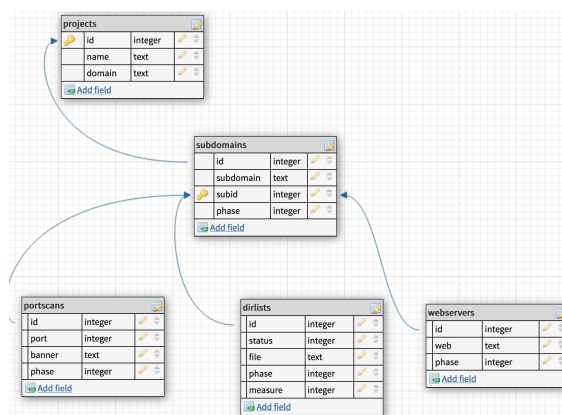 projects
id integer
name text
domain text
Add field
subdomains
id integer
subdomain text
subid integer
phase integer
Add field
portscans
id integer
port integer
banner text
phase integer
Add field
dirlists
id integer
status integer
file text
phase integer
measure integer
Add field
webservers
id integer
web text
phase integer
Add field